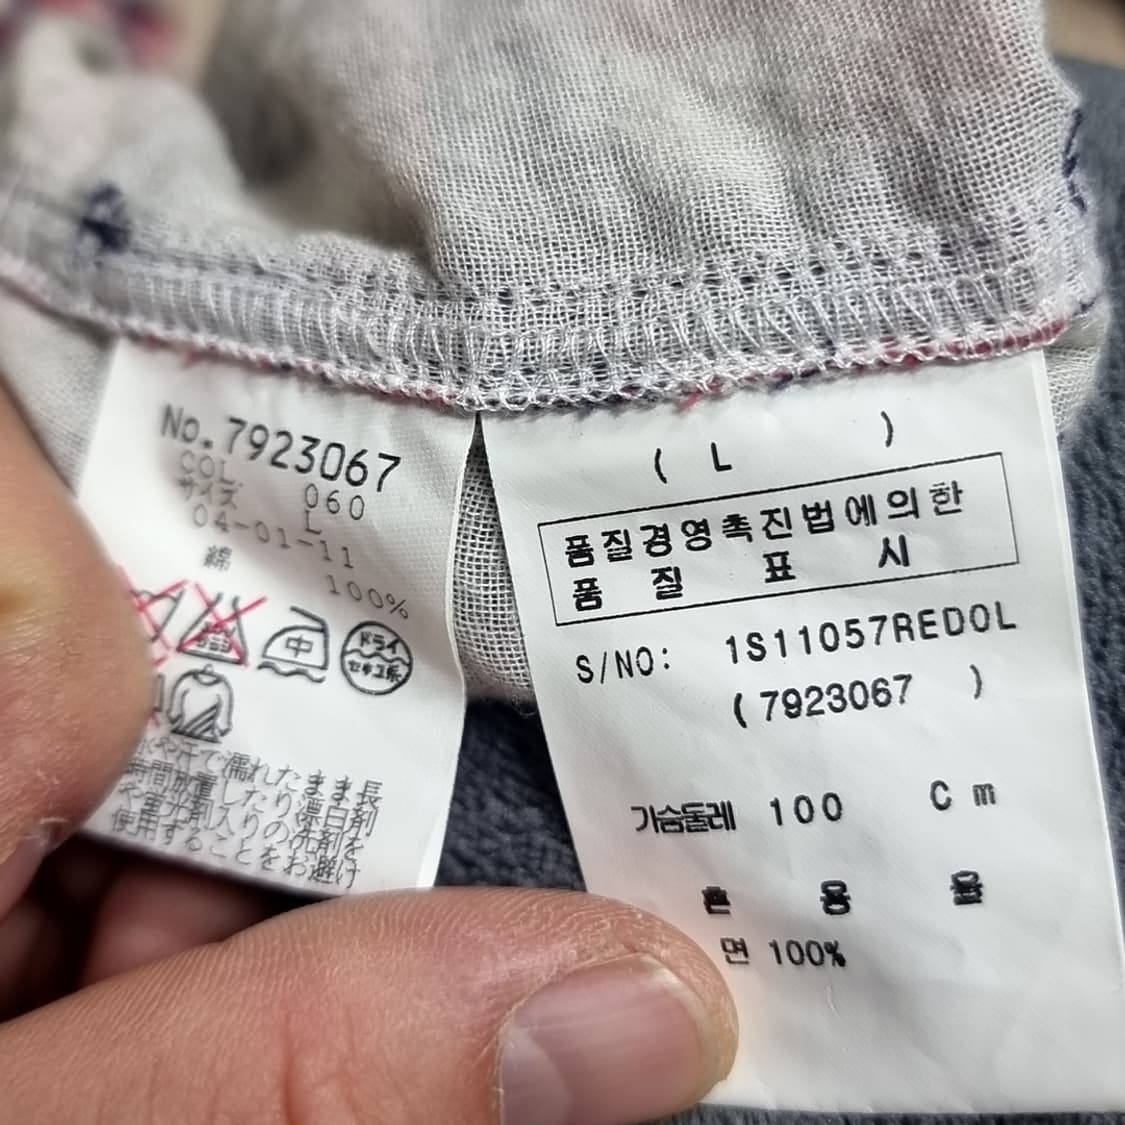 No. 7923067
COL. 060
サイズ L
04-01-11
綿 100%
中
ドライ
セキユ系
水や汗で濡れたまま長
時間放置したり漂白剤
や蛍光剤入りの洗剤を
使用することをお避け
( L )
품질경영촉진법에의한
품 질 표 시
S/NO: 1S11057REDOL
( 7923067 )
가슴둘레 100 Cm
혼 용 율
면 100%